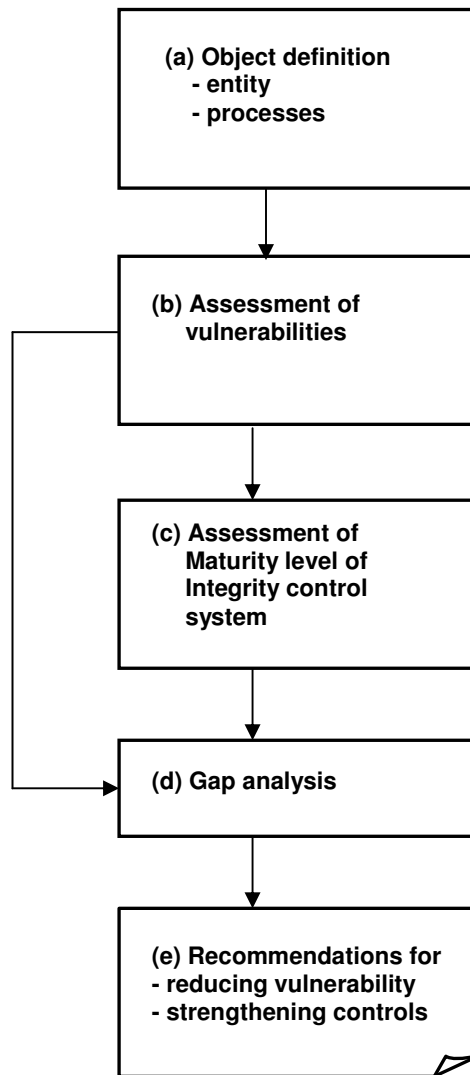 (a) Object definition
- entity
- processes
(b) Assessment of
vulnerabilities
(c) Assessment of
Maturity level of
Integrity control
system
(d) Gap analysis
(e) Recommendations for
- reducing vulnerability
- strengthening controls